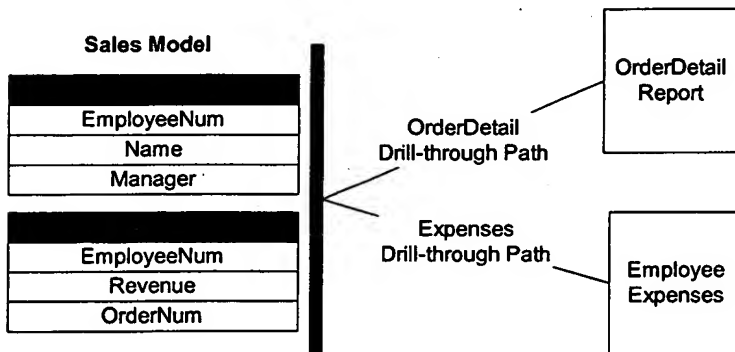 Sales Model
EmployeeNum
Name
Manager
EmployeeNum
Revenue
OrderNum
OrderDetail
Drill-through Path
Expenses
Drill-through Path
OrderDetail
Report
Employee
Expenses